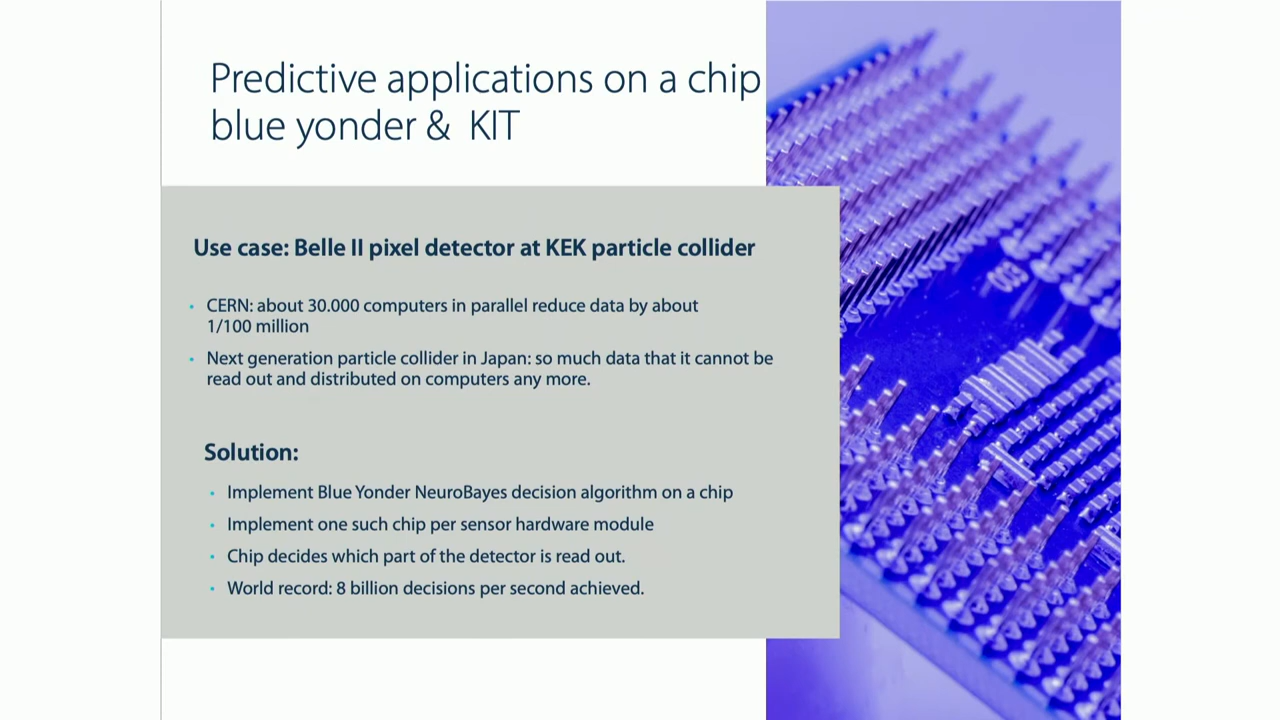 Predictive applications on a chip
blue yonder & KIT
Use case: Belle II pixel detector at KEK particle collider
• CERN: about 30.000 computers in parallel reduce data by about
1/100 million
• Next generation particle collider in Japan: so much data that it cannot be
read out and distributed on computers any more.
Solution:
• Implement Blue Yonder NeuroBayes decision algorithm on a chip
• Implement one such chip per sensor hardware module
• Chip decides which part of the detector is read out.
• World record: 8 billion decisions per second achieved.